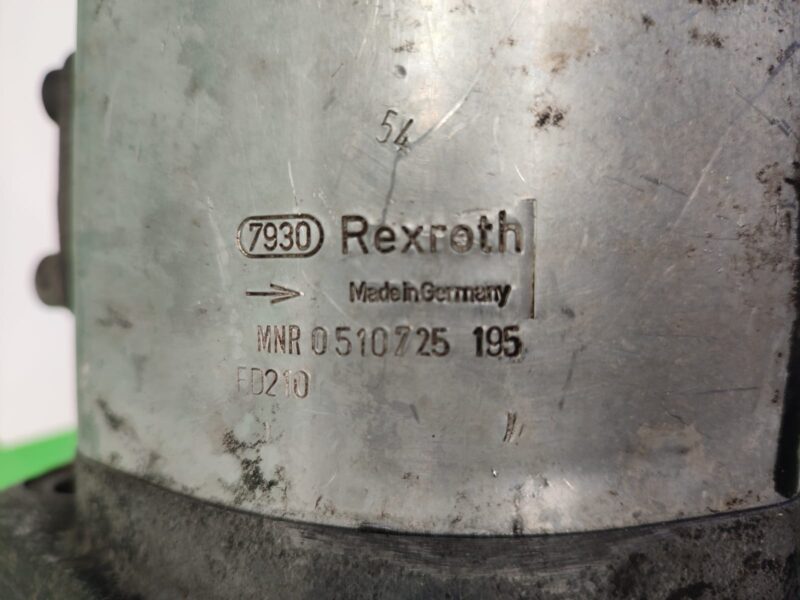 54
7930 Rexroth
→ Made in Germany
MNR 0510725 195
FD210